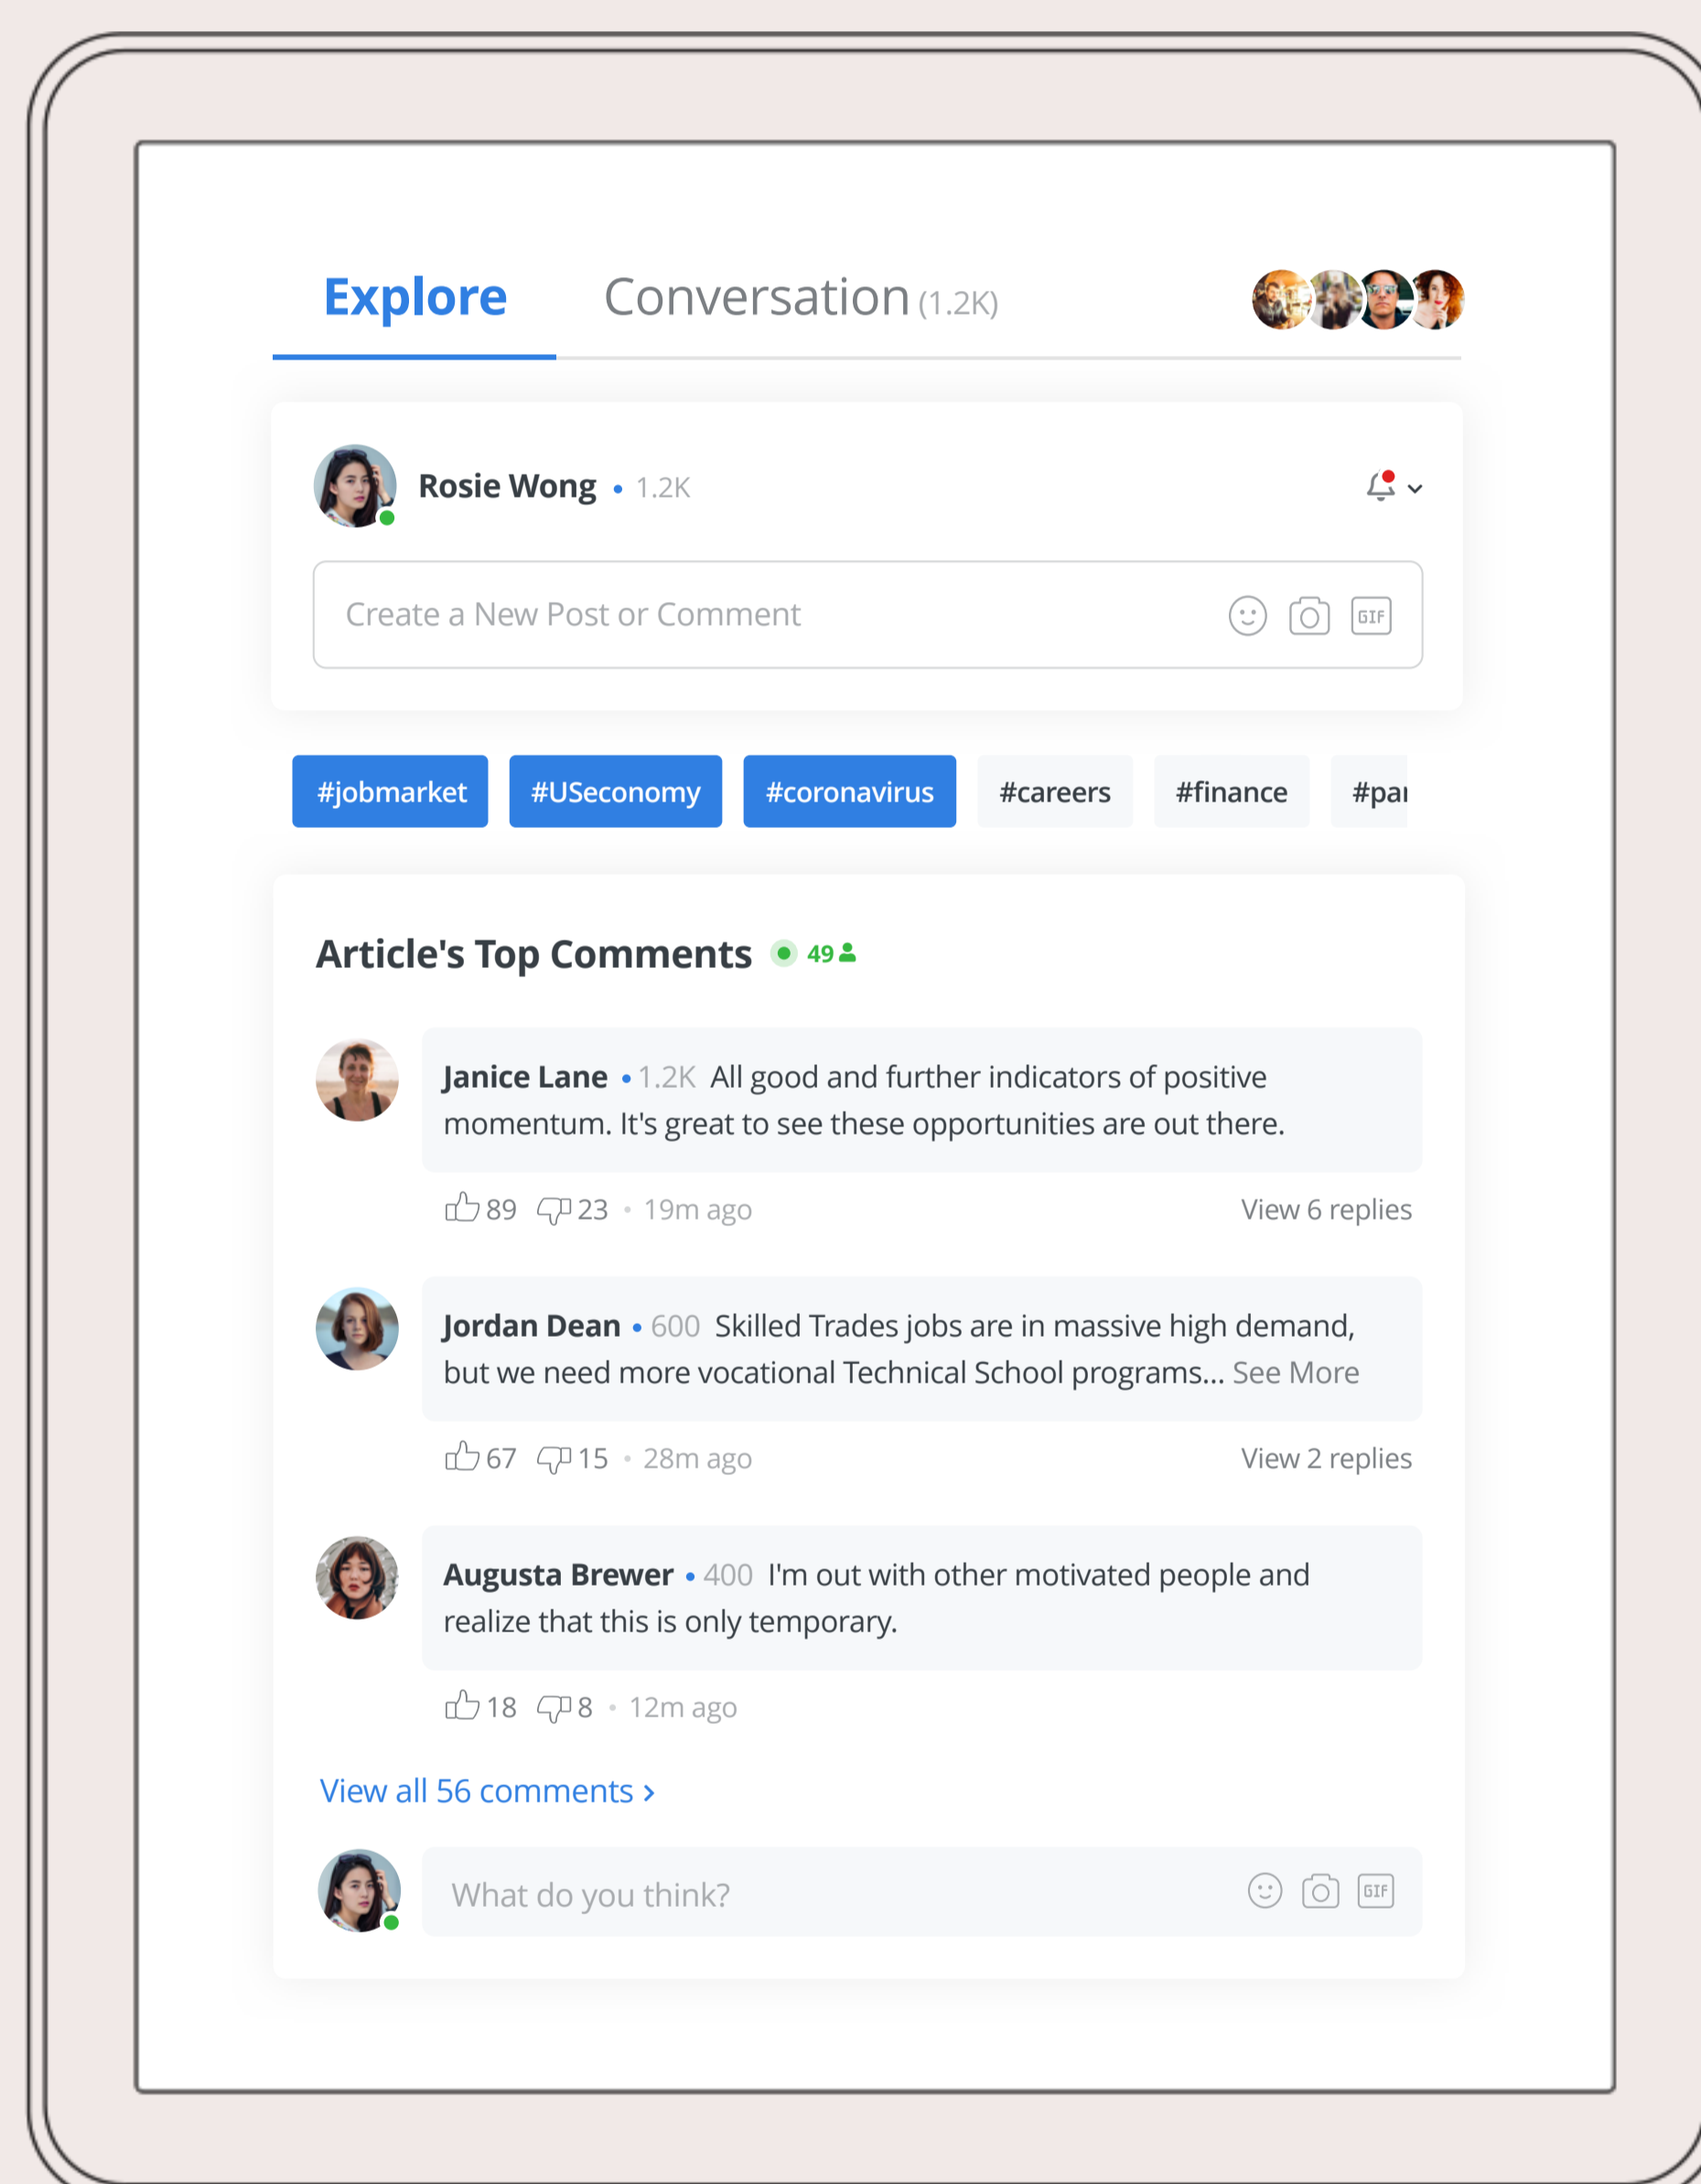 Explore Conversation (1.2K)
Rosie Wong • 1.2K
Create a New Post or Comment GIF
#jobmarket #USeconomy #coronavirus #careers #finance #par
Article's Top Comments 49
Janice Lane • 1.2K All good and further indicators of positive
momentum. It's great to see these opportunities are out there.
89 23 • 19m ago View 6 replies
Jordan Dean • 600 Skilled Trades jobs are in massive high demand,
but we need more vocational Technical School programs... See More
67 15 • 28m ago View 2 replies
Augusta Brewer • 400 I'm out with other motivated people and
realize that this is only temporary.
18 8 • 12m ago
View all 56 comments >
What do you think? GIF